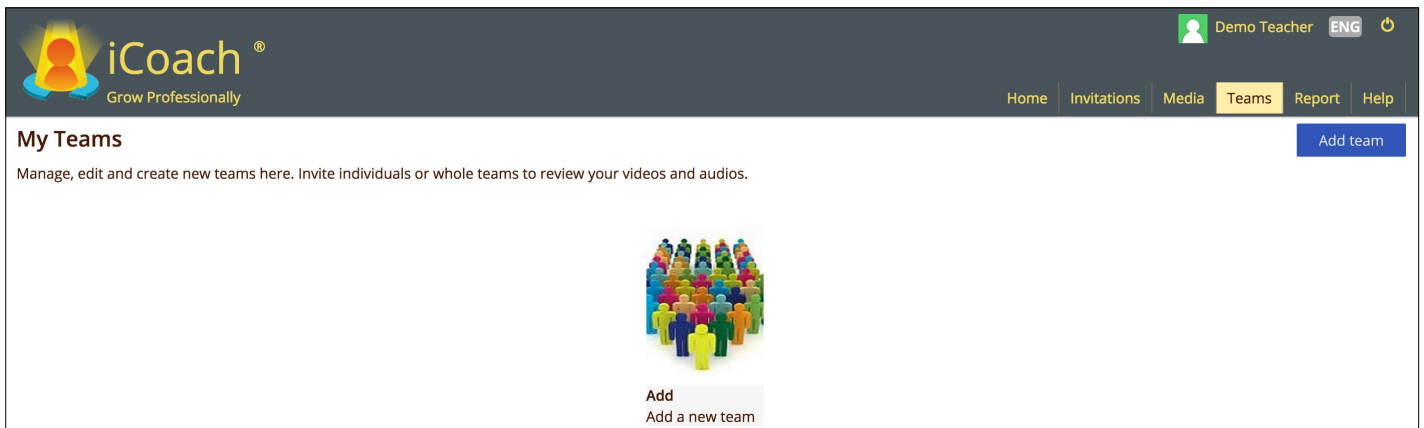 Demo Teacher ENG
iCoach ®
Grow Professionally
Home Invitations Media Teams Report Help
My Teams
Add team
Manage, edit and create new teams here. Invite individuals or whole teams to review your videos and audios.
Add
Add a new team